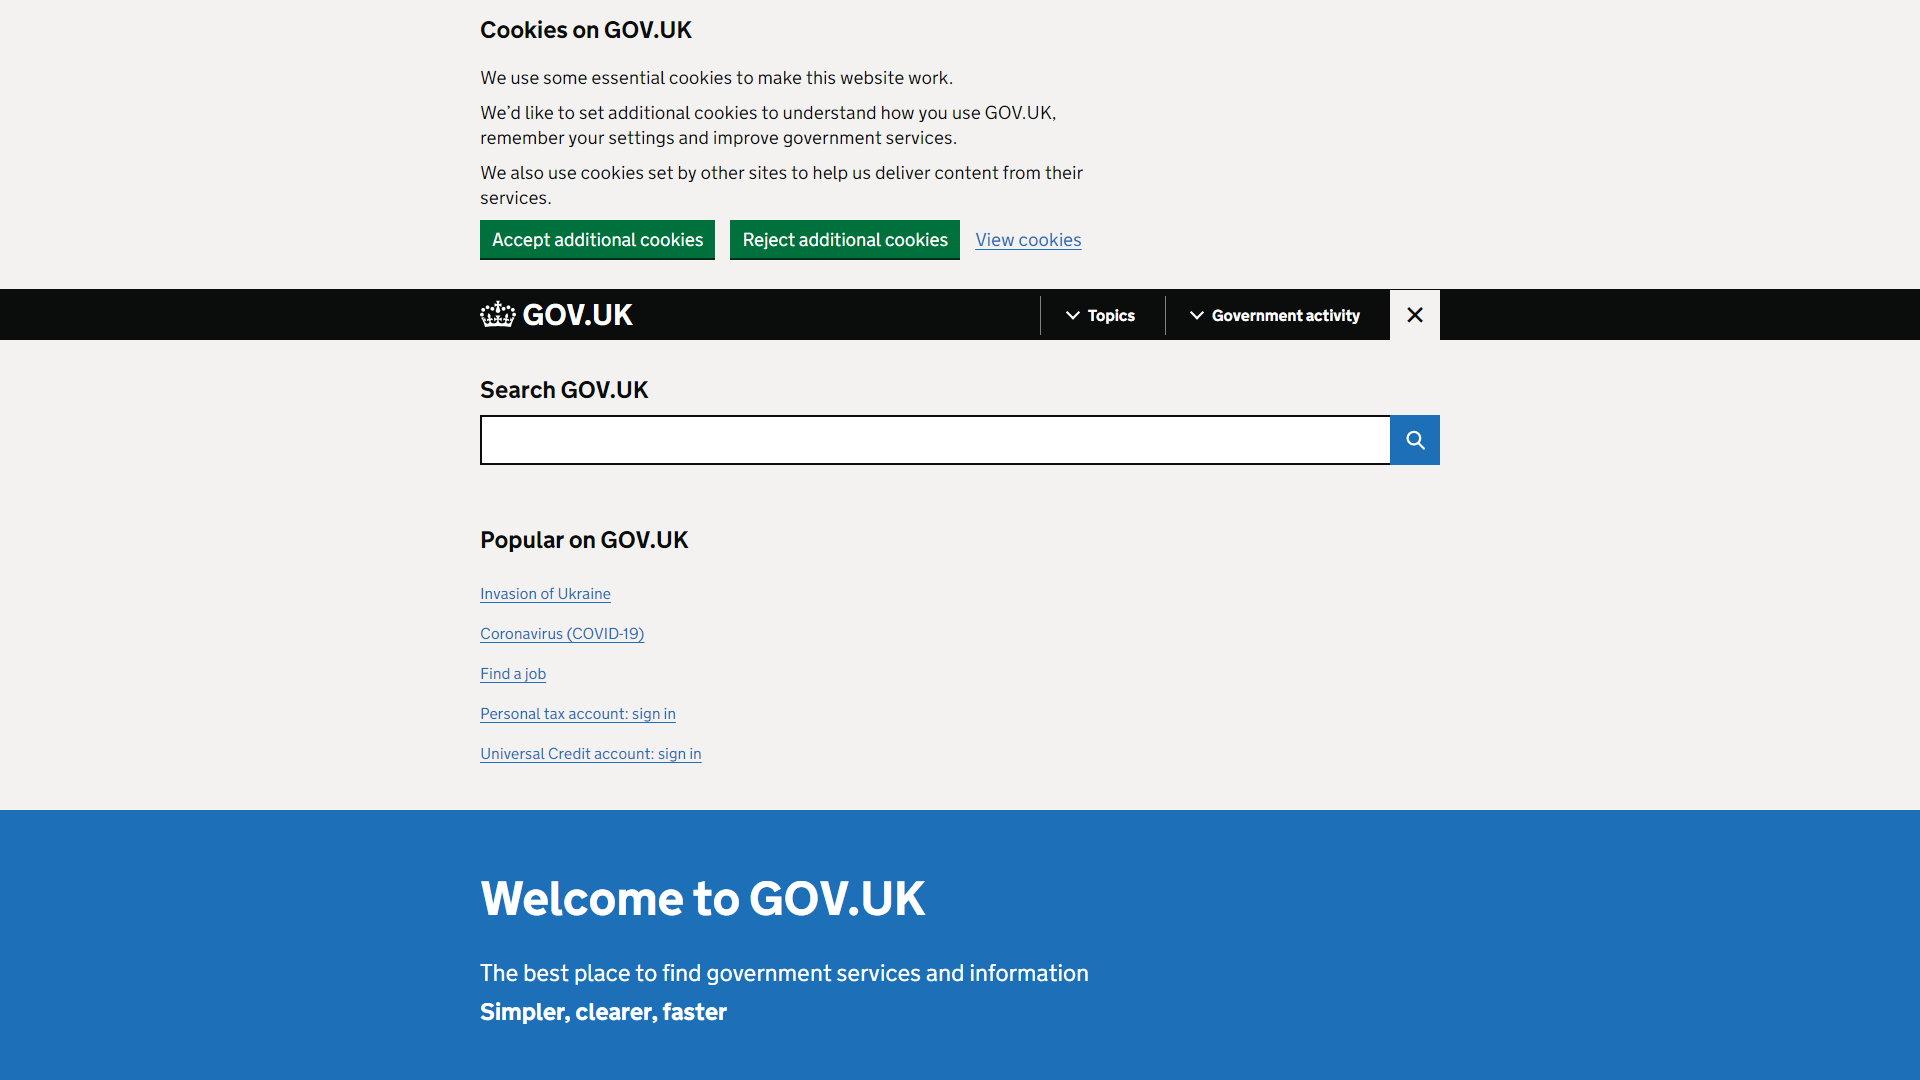 Cookies on GOV.UK
We use some essential cookies to make this website work.
We’d like to set additional cookies to understand how you use GOV.UK,
remember your settings and improve government services.
We also use cookies set by other sites to help us deliver content from their
services.
Accept additional cookies
Reject additional cookies
View cookies
GOV.UK
Topics
Government activity
Search GOV.UK
Popular on GOV.UK
Invasion of Ukraine
Coronavirus (COVID-19)
Find a job
Personal tax account: sign in
Universal Credit account: sign in
Welcome to GOV.UK
The best place to find government services and information
Simpler, clearer, faster